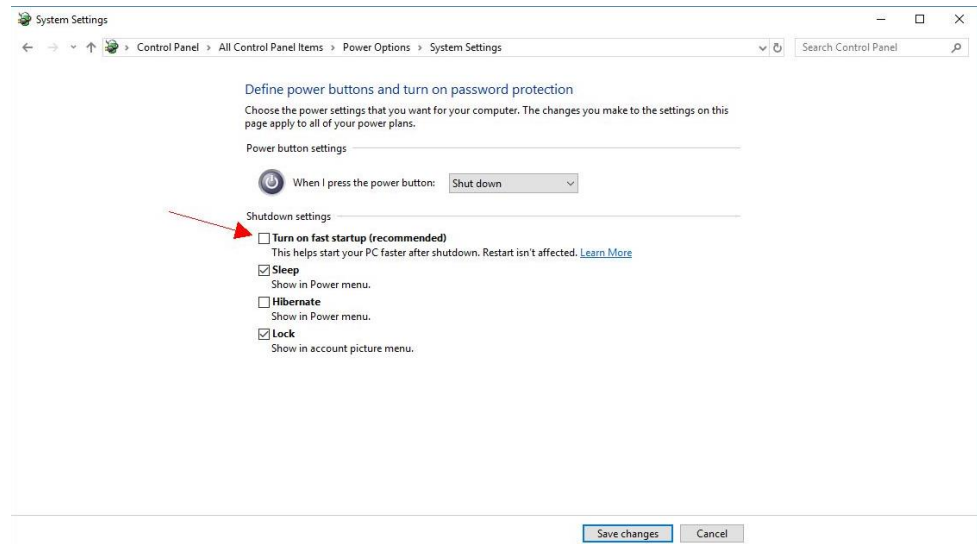 System Settings
Control Panel > All Control Panel Items > Power Options > System Settings
Search Control Panel
Define power buttons and turn on password protection
Choose the power settings that you want for your computer. The changes you make to the settings on this
page apply to all of your power plans.
Power button settings
When I press the power button: Shut down
Shutdown settings
Turn on fast startup (recommended)
This helps start your PC faster after shutdown. Restart isn't affected. Learn More
Sleep
Show in Power menu.
Hibernate
Show in Power menu.
Lock
Show in account picture menu.
Save changes Cancel